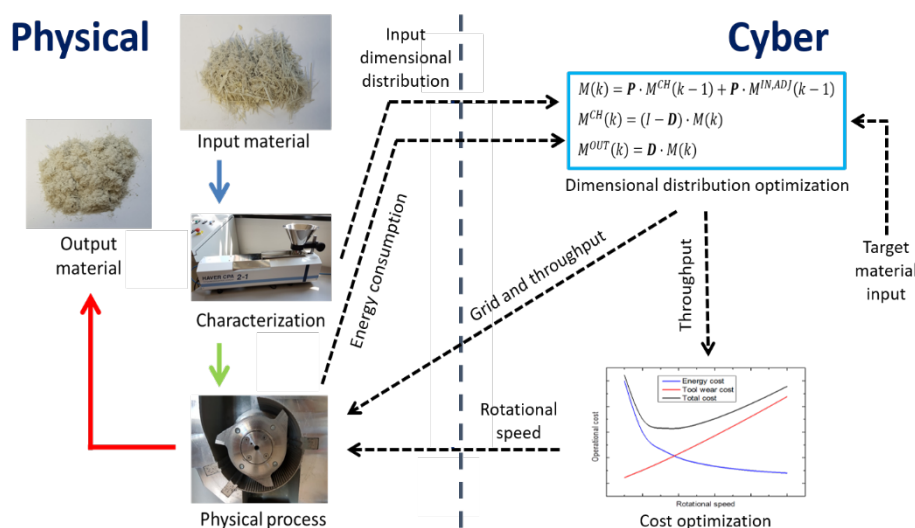 Physical
Cyber
Input
dimensional
distribution
Input material
M(k) = P · M^{CH}(k − 1) + P · M^{IN,ADJ}(k − 1)
M^{CH}(k) = (I − D) · M(k)
M^{OUT}(k) = D · M(k)
Dimensional distribution optimization
Output
material
HAVER CPA 2-1
Characterization
Energy consumption
Grid and throughput
Throughput
Target
material
input
Rotational
speed
Energy cost
Tool wear cost
Total cost
Operational cost
Rotational speed
Physical process
Cost optimization